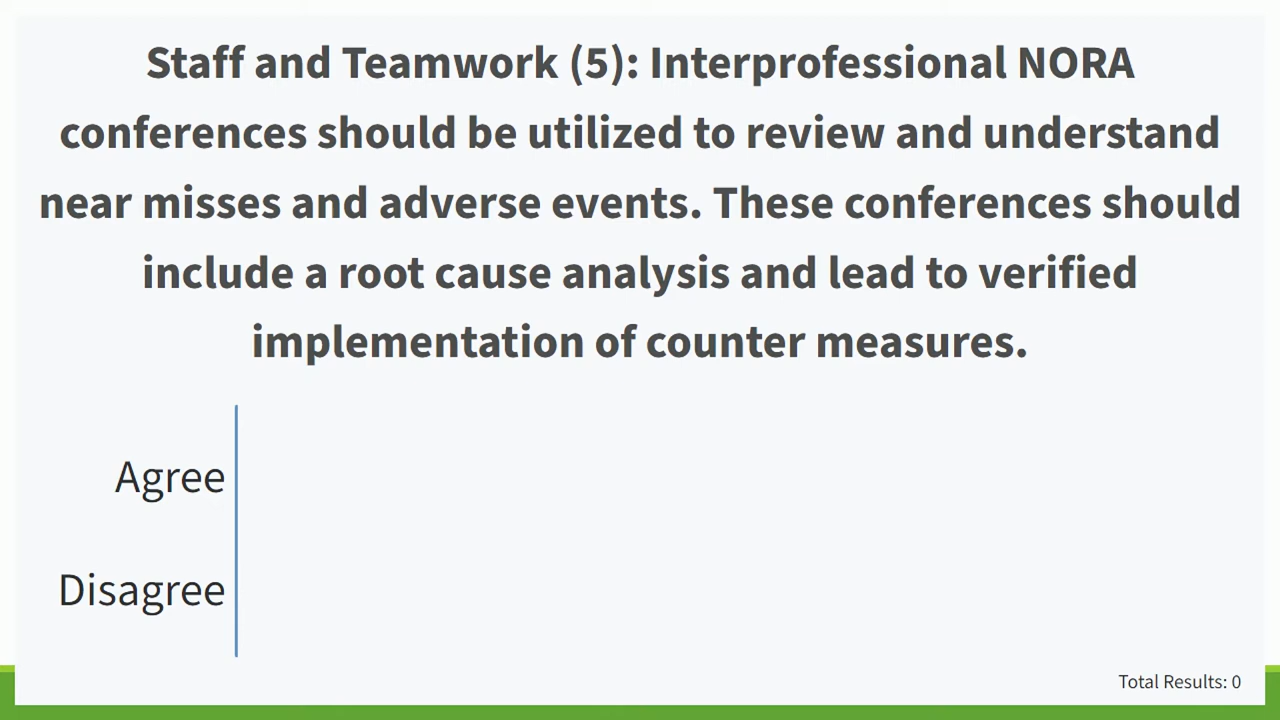 Staff and Teamwork (5): Interprofessional NORA
conferences should be utilized to review and understand
near misses and adverse events. These conferences should
include a root cause analysis and lead to verified
implementation of counter measures.
Agree
Disagree
Total Results: 0